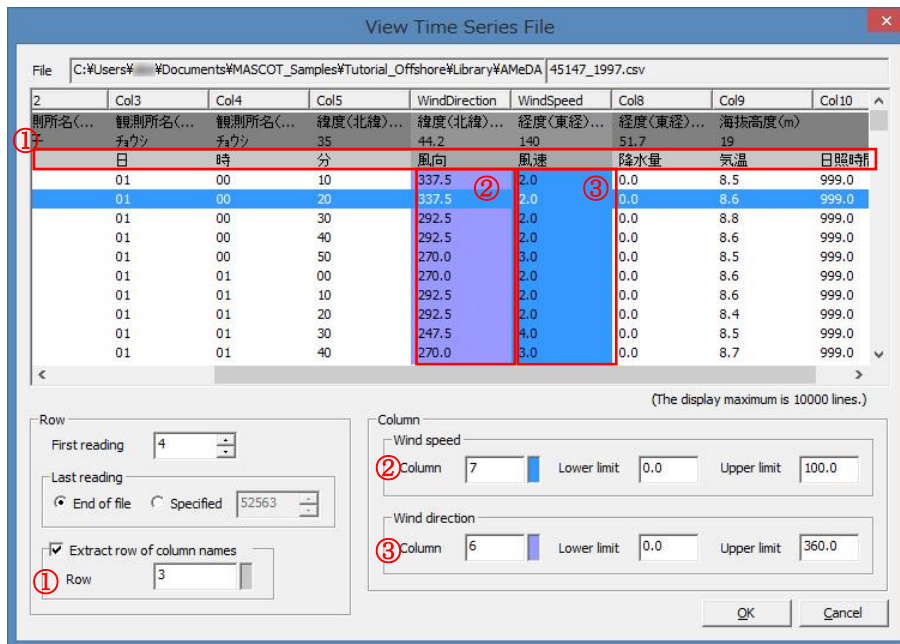 View Time Series File
×
File C:¥Users¥ ¥Documents¥MASCOT_Samples¥Tutorial_Offshore¥Library¥AMeDA 45147_1997.csv
2 Col3 Col4 Col5 WindDirection WindSpeed Col8 Col9 Col10
測所名(... 観測所名(... 観測所名(... 緯度(北緯)... 緯度(北緯)... 経度(東経)... 経度(東経)... 海抜高度(m)
① 子 チョウシ チョウシ 35 44.2 140 51.7 19
日 時 分 風向 風速 降水量 気温 日照時
01 00 10 337.5 ② 2.0 ③ 0.0 8.5 999.0
01 00 20 337.5 2.0 0.0 8.6 999.0
01 00 30 292.5 2.0 0.0 8.8 999.0
01 00 40 292.5 2.0 0.0 8.6 999.0
01 00 50 270.0 3.0 0.0 8.5 999.0
01 01 00 270.0 2.0 0.0 8.6 999.0
01 01 10 292.5 2.0 0.0 8.6 999.0
01 01 20 292.5 2.0 0.0 8.4 999.0
01 01 30 247.5 4.0 0.0 8.5 999.0
01 01 40 270.0 3.0 0.0 8.7 999.0
(The display maximum is 10000 lines.)
Row
First reading 4
Last reading
End of file Specified 52563
Extract row of column names
① Row 3
Column
Wind speed
② Column 7 Lower limit 0.0 Upper limit 100.0
Wind direction
③ Column 6 Lower limit 0.0 Upper limit 360.0
OK Cancel